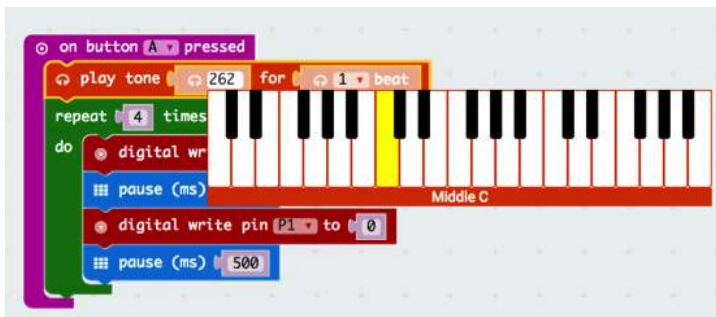 on button A pressed
play tone 262 for 1 beat
repeat 4 times
do digital wr
pause (ms)
Middle C
digital write pin P1 to 0
pause (ms) 500